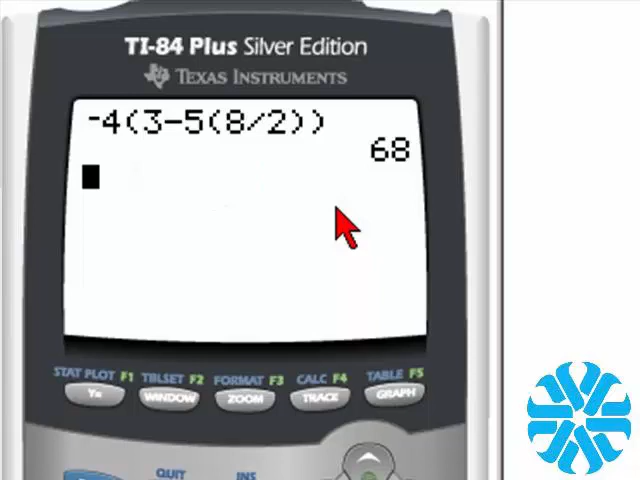 TI-84 Plus Silver Edition
TEXAS INSTRUMENTS
-4(3-5(8/2))
68
STAT PLOT F1 TBLSET F2 FORMAT F3 CALC F4 TABLE F5
Y= WINDOW ZOOM TRACE GRAPH
QUIT INS